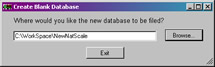 Create Blank Database
Where would you like the new database to be filed?
C:\WorkSpace\NewNatScale
Browse...
Exit